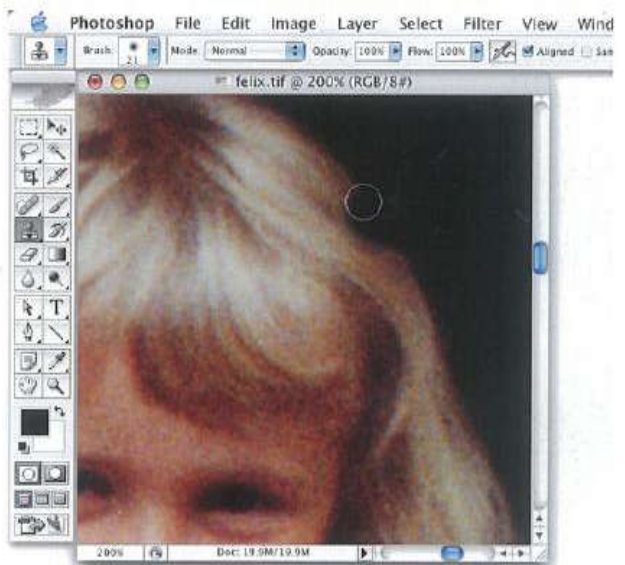 Photoshop File Edit Image Layer Select Filter View Wind
Brush: 21 Mode: Normal Opacity: 100% Flow: 100% Aligned Sam
felix.tif @ 200% (RGB/8#)
T
200% Doc: 19.9M/19.9M